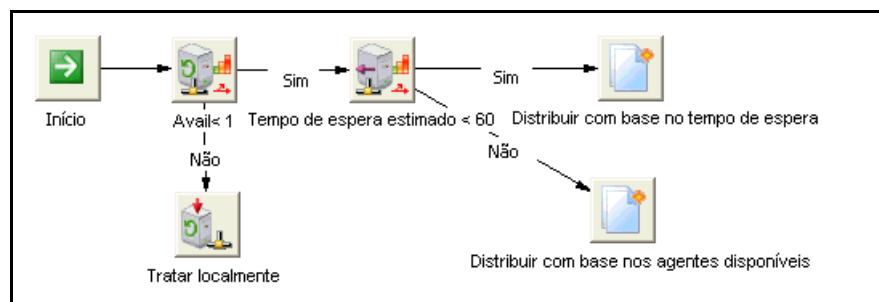 Sim
Sim
Início
Avail< 1
Tempo de espera estimado < 60
Distribuir com base no tempo de espera
Não
Não
Tratar localmente
Distribuir com base nos agentes disponíveis